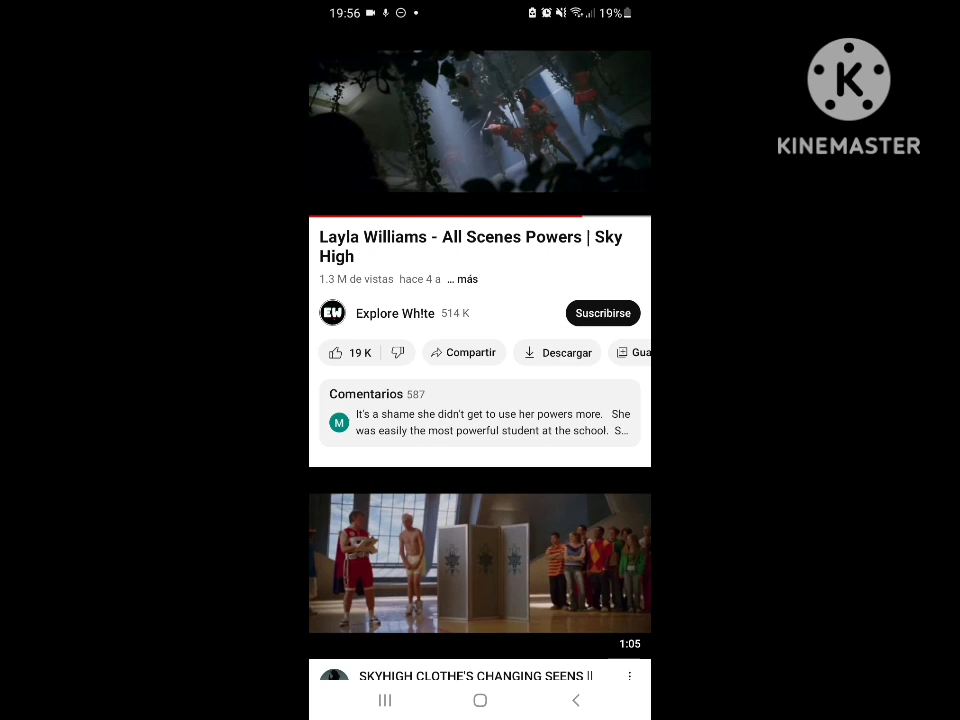 19:56
19%
K
KINEMASTER
Layla Williams - All Scenes Powers | Sky
High
1.3 M de vistas hace 4 a ... más
EW Explore Wh!te 514 K Suscribirse
19 K Compartir Descargar Gua
Comentarios 587
M It's a shame she didn't get to use her powers more. She
was easily the most powerful student at the school. S...
1:05
SKYHIGH CLOTHE'S CHANGING SEENS ||